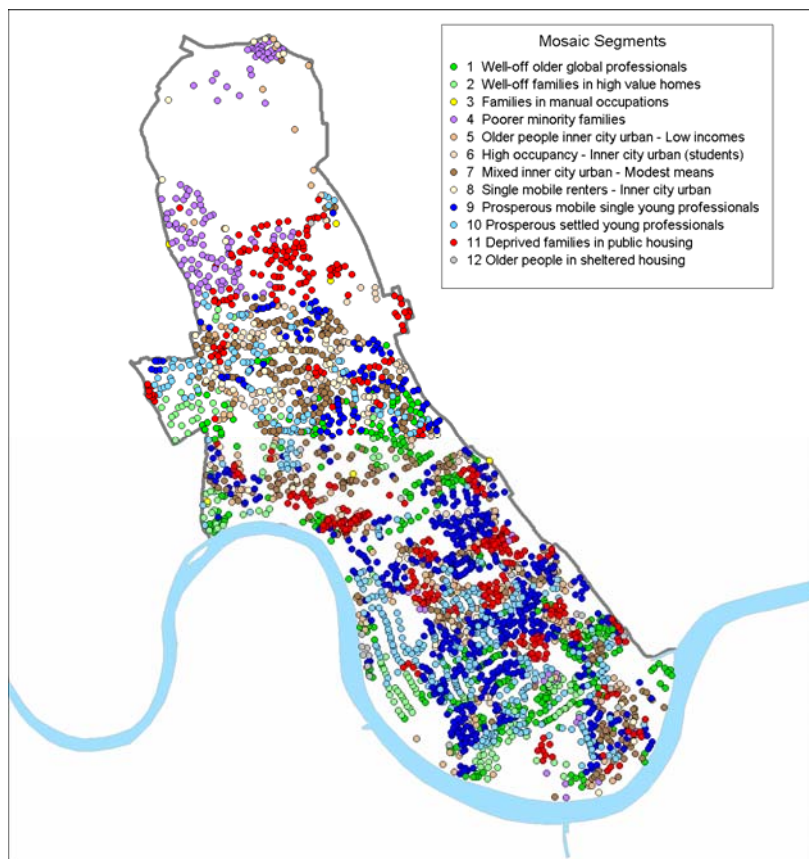 Mosaic Segments
1 Well-off older global professionals
2 Well-off families in high value homes
3 Families in manual occupations
4 Poorer minority families
5 Older people inner city urban - Low incomes
6 High occupancy - Inner city urban (students)
7 Mixed inner city urban - Modest means
8 Single mobile renters - Inner city urban
9 Prosperous mobile single young professionals
10 Prosperous settled young professionals
11 Deprived families in public housing
12 Older people in sheltered housing